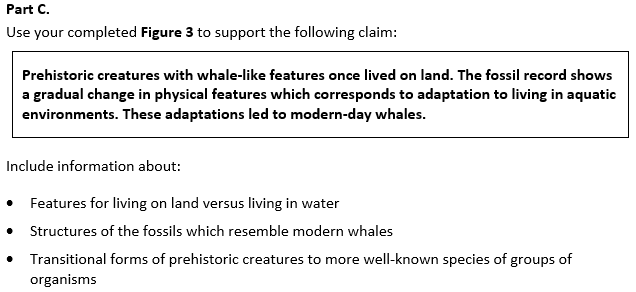 Part C.
Use your completed Figure 3 to support the following claim:
Prehistoric creatures with whale-like features once lived on land. The fossil record shows
a gradual change in physical features which corresponds to adaptation to living in aquatic
environments. These adaptations led to modern-day whales.
Include information about:
• Features for living on land versus living in water
• Structures of the fossils which resemble modern whales
• Transitional forms of prehistoric creatures to more well-known species of groups of
organisms